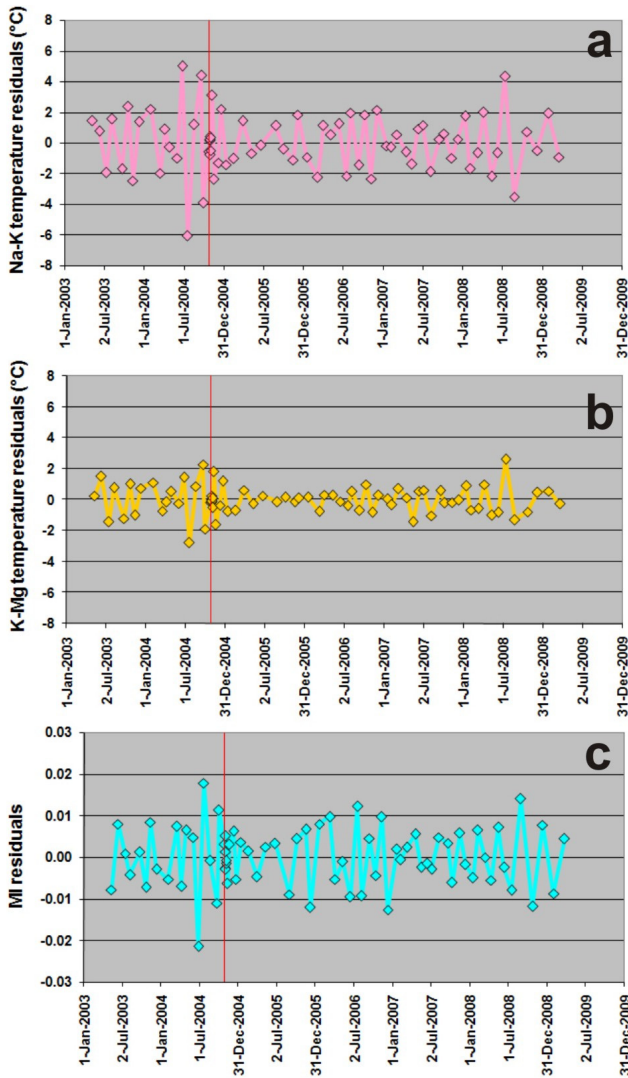 a
Na-K temperature residuals (°C)
8
6
4
2
0
-2
-4
-6
-8
1-Jan-2003
2-Jul-2003
1-Jan-2004
1-Jul-2004
31-Dec-2004
2-Jul-2005
31-Dec-2005
2-Jul-2006
1-Jan-2007
2-Jul-2007
1-Jan-2008
1-Jul-2008
31-Dec-2008
2-Jul-2009
31-Dec-2009
b
K-Mg temperature residuals (°C)
8
6
4
2
0
-2
-4
-6
-8
1-Jan-2003
2-Jul-2003
1-Jan-2004
1-Jul-2004
31-Dec-2004
2-Jul-2005
31-Dec-2005
2-Jul-2006
1-Jan-2007
2-Jul-2007
1-Jan-2008
1-Jul-2008
31-Dec-2008
2-Jul-2009
31-Dec-2009
c
MI residuals
0.03
0.02
0.01
0.00
-0.01
-0.02
-0.03
1-Jan-2003
2-Jul-2003
1-Jan-2004
1-Jul-2004
31-Dec-2004
2-Jul-2005
31-Dec-2005
2-Jul-2006
1-Jan-2007
2-Jul-2007
1-Jan-2008
1-Jul-2008
31-Dec-2008
2-Jul-2009
31-Dec-2009